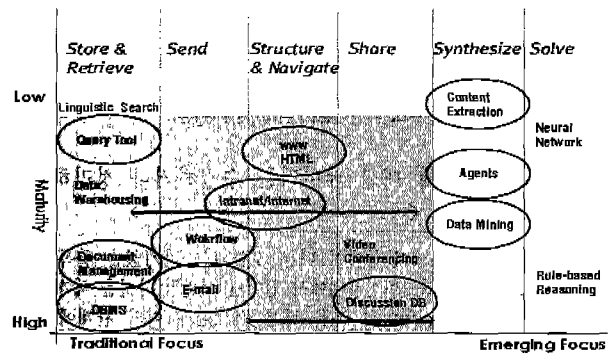 Store & Retrieve
Send
Structure & Navigate
Share
Synthesize
Solve
Low
Maturity
High
Linguistic Search
Query Tool
Data Warehousing
Document Management
DBMS
Workflow
E-mail
WWW HTML
Intranet/Internet
Video Conferencing
Discussion DB
Content Extraction
Agents
Data Mining
Neural Network
Rule-based Reasoning
Traditional Focus
Emerging Focus